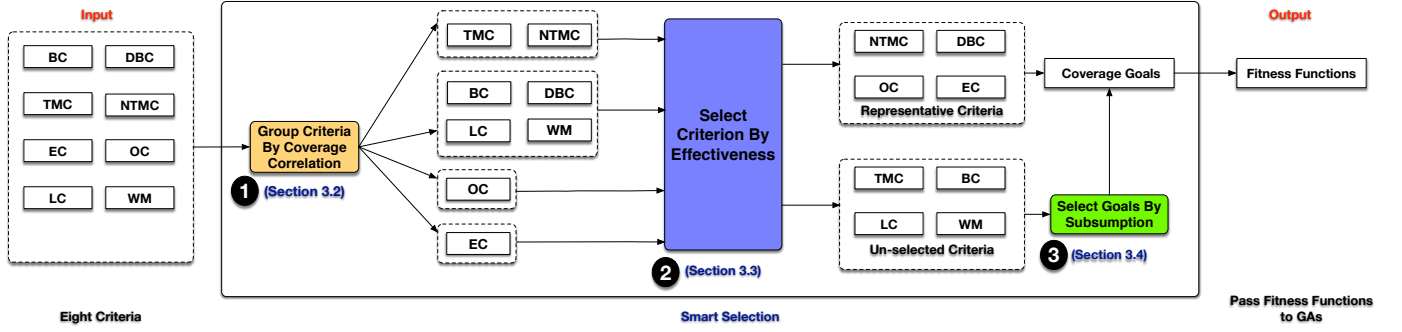 Input
BC
DBC
TMC
NTMC
EC
OC
LC
WM
Eight Criteria
Group Criteria
By Coverage
Correlation
1
(Section 3.2)
TMC
NTMC
BC
DBC
LC
WM
OC
EC
Select
Criterion By
Effectiveness
2
(Section 3.3)
Smart Selection
NTMC
DBC
OC
EC
Representative Criteria
TMC
BC
LC
WM
Un-selected Criteria
Coverage Goals
Select Goals By
Subsumption
3
(Section 3.4)
Output
Fitness Functions
Pass Fitness Functions
to GAs